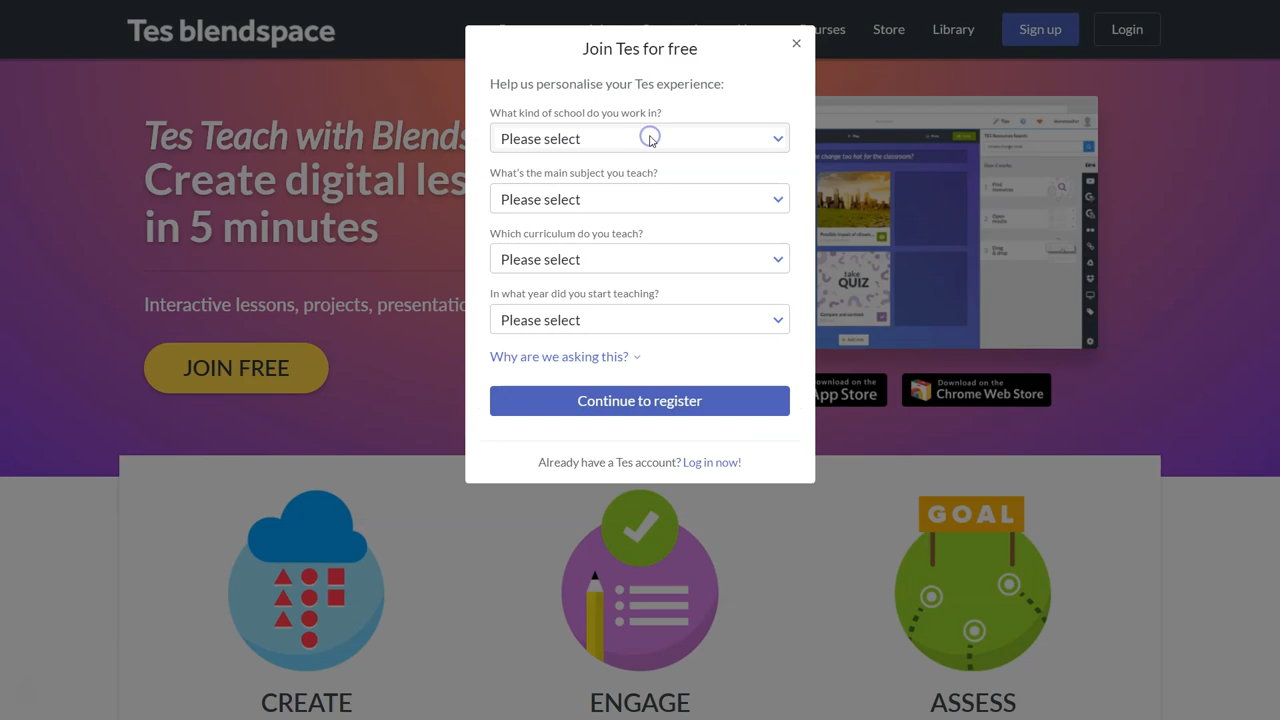 Tes blendspace
Courses
Store
Library
Sign up
Login
Join Tes for free
Help us personalise your Tes experience:
What kind of school do you work in?
Please select
What's the main subject you teach?
Please select
Which curriculum do you teach?
Please select
In what year did you start teaching?
Please select
Why are we asking this?
Continue to register
Already have a Tes account? Log in now!
Tes Teach with Blends
Create digital les
in 5 minutes
Interactive lessons, projects, presentatio
JOIN FREE
take
QUIZ
ownload on the
App Store
Download on the
Chrome Web Store
GOAL
CREATE
ENGAGE
ASSESS